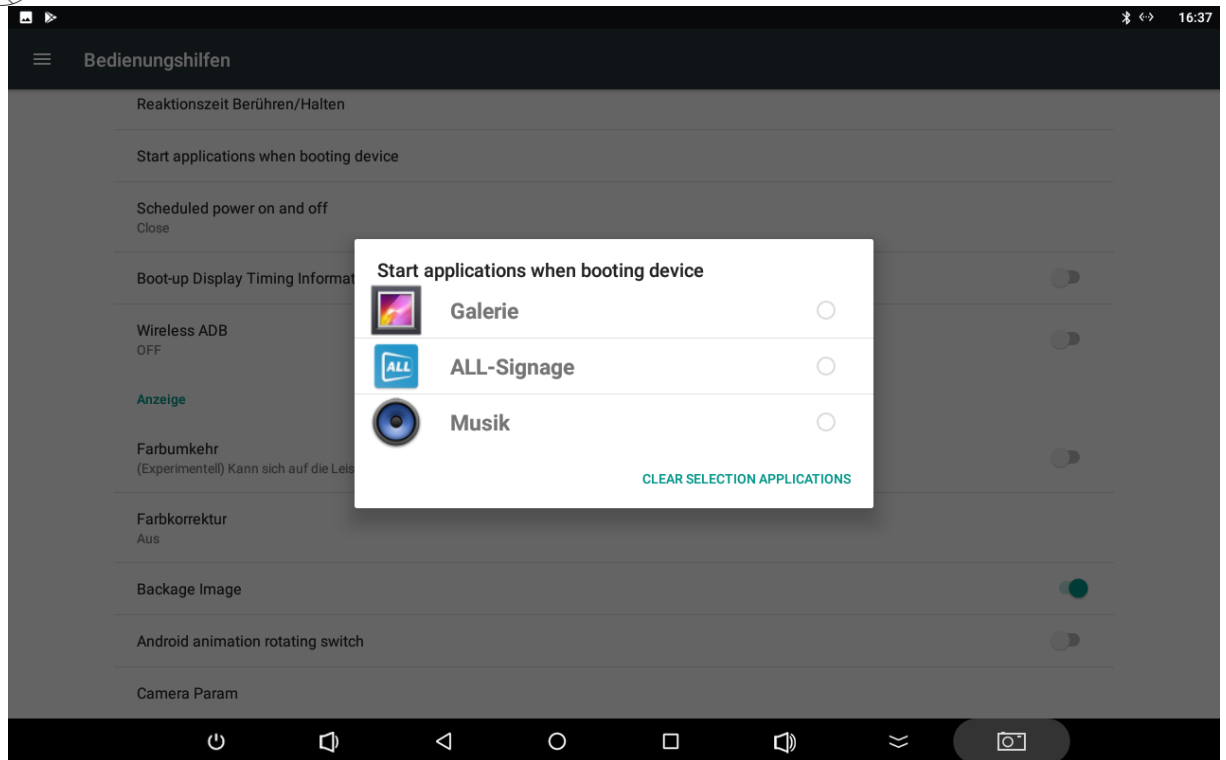 16:37
Bedienungshilfen
Reaktionszeit Berühren/Halten
Start applications when booting device
Scheduled power on and off
Close
Boot-up Display Timing Informat
Wireless ADB
OFF
Anzeige
Farbumkehr
(Experimentell) Kann sich auf die Leis
Farbkorrektur
Aus
Backage Image
Android animation rotating switch
Camera Param
Start applications when booting device
Galerie
ALL
ALL-Signage
Musik
CLEAR SELECTION APPLICATIONS